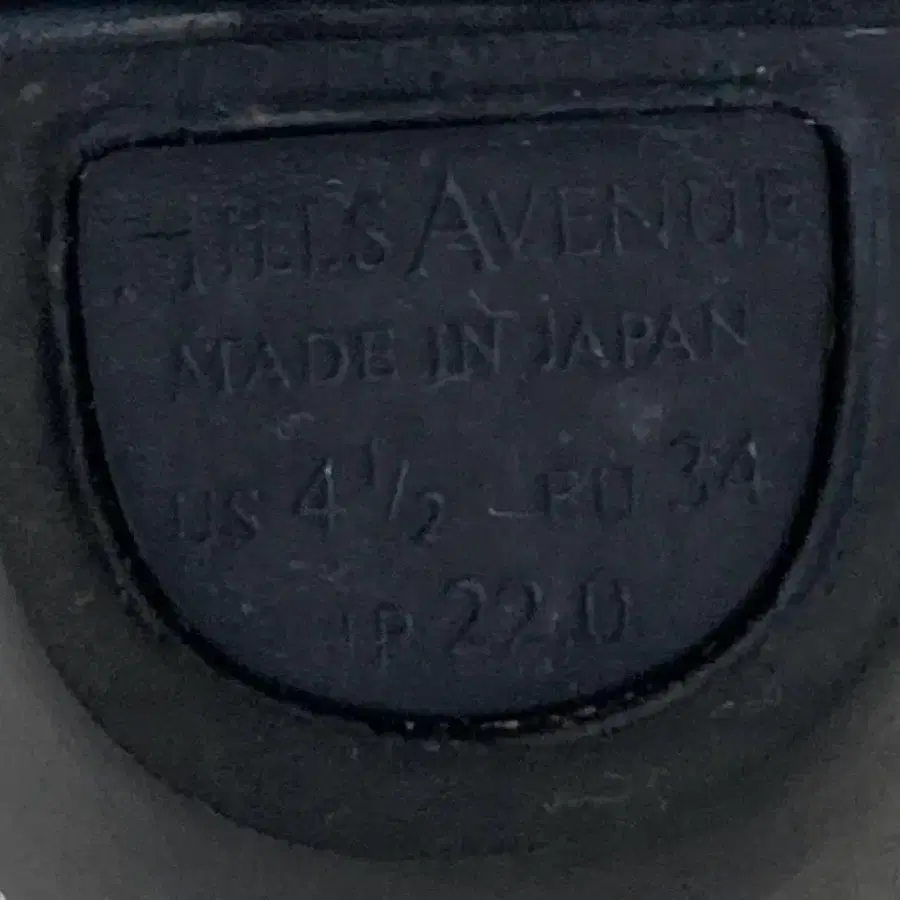 AVENUE
MADE IN JAPAN
US 4 1/2 EU 34
JP 22.0